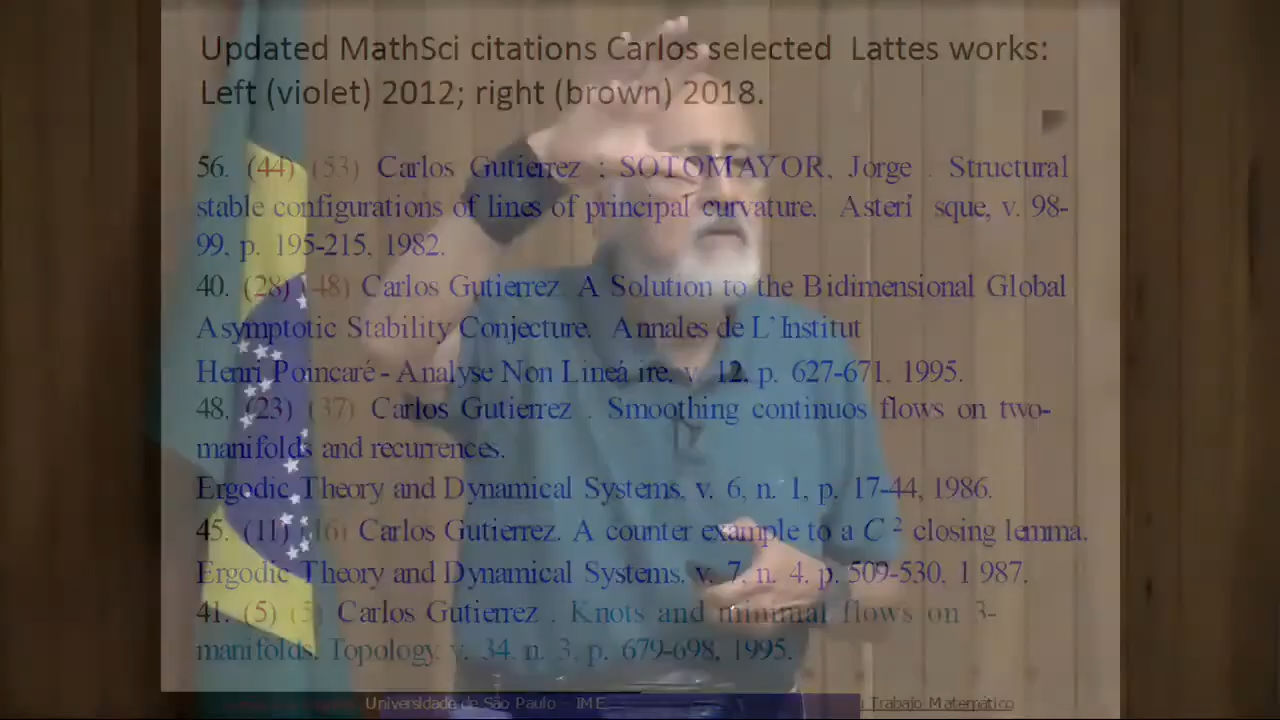 Updated MathSci citations Carlos selected Lattes works:
Left (violet) 2012; right (brown) 2018.
56. (44) (53) Carlos Gutierrez : SOTOMAYOR, Jorge . Structural
stable configurations of lines of principal curvature. Asteri sque, v. 98-
99, p. 195-215, 1982.
40. (28) (48) Carlos Gutierrez. A Solution to the Bidimensional Global
Asymptotic Stability Conjecture. Annales de L'Institut
Henri Poincaré - Analyse Non Lineá ire, v. 12, p. 627-671, 1995.
48. (23) (37) Carlos Gutierrez . Smoothing continuos flows on two-
manifolds and recurrences.
Ergodic Theory and Dynamical Systems, v. 6, n. 1, p. 17-44, 1986.
45. (11) (16) Carlos Gutierrez. A counter example to a C 2 closing lemma.
Ergodic Theory and Dynamical Systems, v. 7, n. 4, p. 509-530, 1987.
41. (5) (5) Carlos Gutierrez . Knots and minimal flows on 3-
manifolds. Topology, v. 34, n. 3, p. 679-698, 1995.
Universidade de São Paulo - IME
Trabajo Matemático